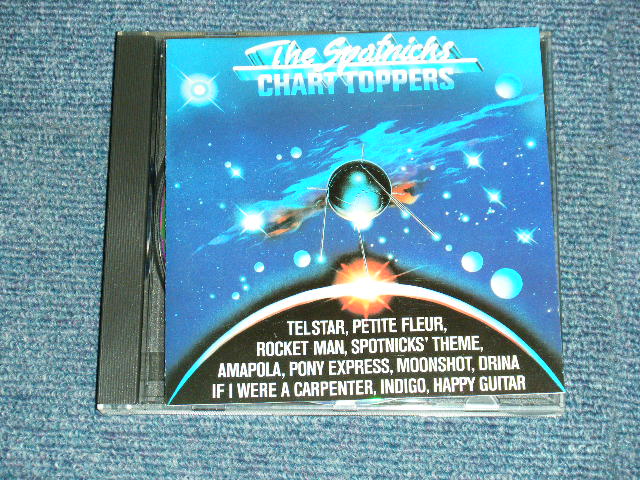 The Spotnicks
CHART TOPPERS
TELSTAR, PETITE FLEUR,
ROCKET MAN, SPOTNICKS' THEME,
AMAPOLA, PONY EXPRESS, MOONSHOT, DRINA
IF I WERE A CARPENTER, INDIGO, HAPPY GUITAR